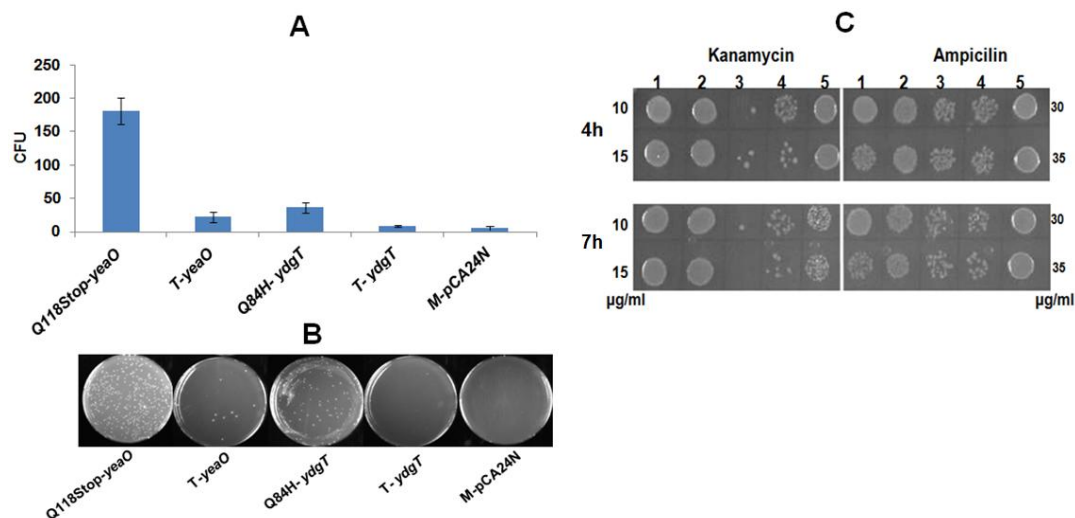 A
250
200
150
100
50
0
CFU
Q118Stop-yeaO
T-yeaO
Q84H- ydgT
T- ydgT
M-pCA24N
B
Q118Stop-yeaO
T-yeaO
Q84H- ydgT
T- ydgT
M-pCA24N
C
Kanamycin Ampicilin
1 2 3 4 5 1 2 3 4 5
4h 10 30
15 35
7h 10 30
15 35
µg/ml µg/ml